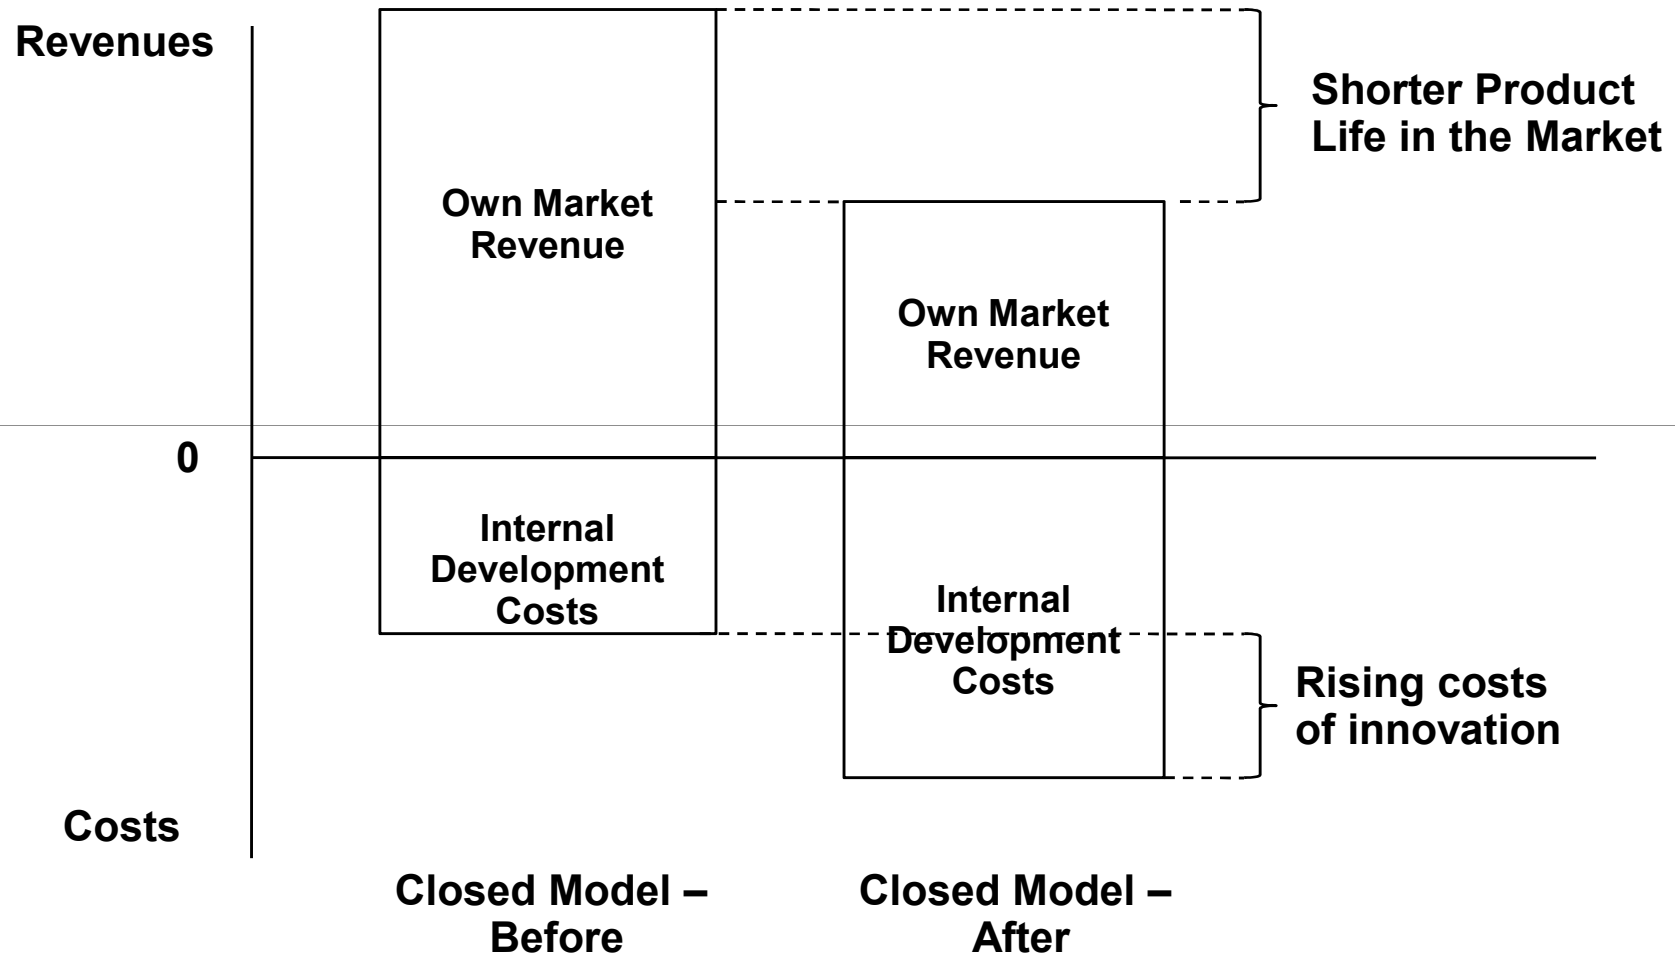 Revenues
Shorter Product
Life in the Market
Own Market
Revenue
Own Market
Revenue
0
Internal
Development
Costs
Internal
Development
Costs
Rising costs
of innovation
Costs
Closed Model –
Before
Closed Model –
After